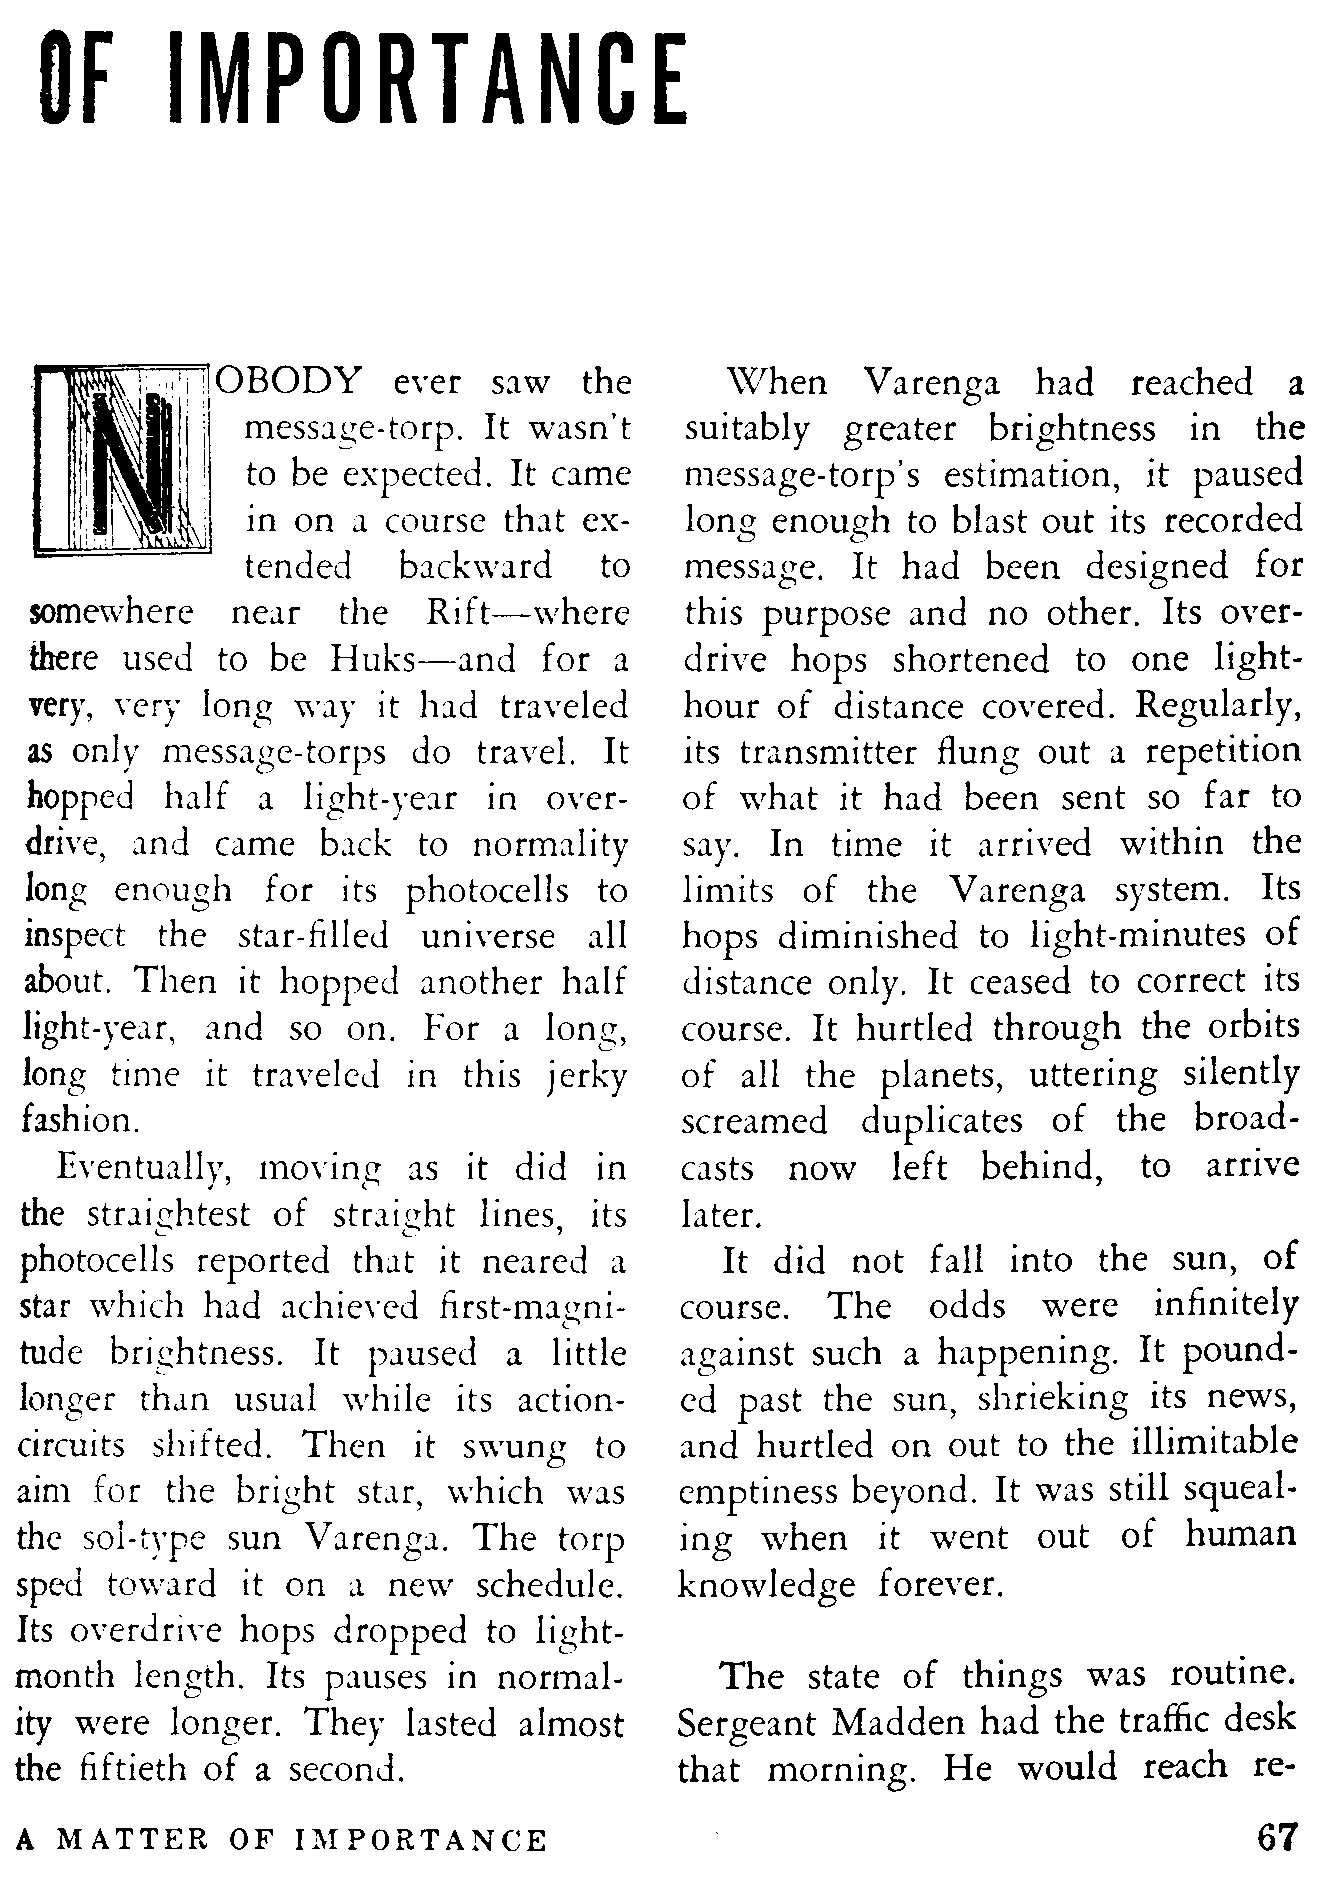 OF IMPORTANCE
NOBODY ever saw the
message-torp. It wasn't
to be expected. It came
in on a course that ex-
tended backward to
somewhere near the Rift—where
there used to be Huks—and for a
very, very long way it had traveled
as only message-torps do travel. It
hopped half a light-year in over-
drive, and came back to normality
long enough for its photocells to
inspect the star-filled universe all
about. Then it hopped another half
light-year, and so on. For a long,
long time it traveled in this jerky
fashion.
Eventually, moving as it did in
the straightest of straight lines, its
photocells reported that it neared a
star which had achieved first-magni-
tude brightness. It paused a little
longer than usual while its action-
circuits shifted. Then it swung to
aim for the bright star, which was
the sol-type sun Varenga. The torp
sped toward it on a new schedule.
Its overdrive hops dropped to light-
month length. Its pauses in normal-
ity were longer. They lasted almost
the fiftieth of a second.
When Varenga had reached a
suitably greater brightness in the
message-torp's estimation, it paused
long enough to blast out its recorded
message. It had been designed for
this purpose and no other. Its over-
drive hops shortened to one light-
hour of distance covered. Regularly,
its transmitter flung out a repetition
of what it had been sent so far to
say. In time it arrived within the
limits of the Varenga system. Its
hops diminished to light-minutes of
distance only. It ceased to correct its
course. It hurtled through the orbits
of all the planets, uttering silently
screamed duplicates of the broad-
casts now left behind, to arrive
later.
It did not fall into the sun, of
course. The odds were infinitely
against such a happening. It pound-
ed past the sun, shrieking its news,
and hurtled on out to the illimitable
emptiness beyond. It was still squeal-
ing when it went out of human
knowledge forever.
The state of things was routine.
Sergeant Madden had the traffic desk
that morning. He would reach re-
A MATTER OF IMPORTANCE 67